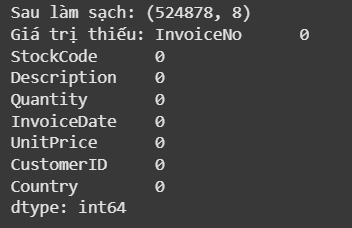 Sau làm sạch: (524878, 8)
Giá trị thiếu: InvoiceNo      0
StockCode      0
Description    0
Quantity       0
InvoiceDate    0
UnitPrice      0
CustomerID     0
Country        0
dtype: int64